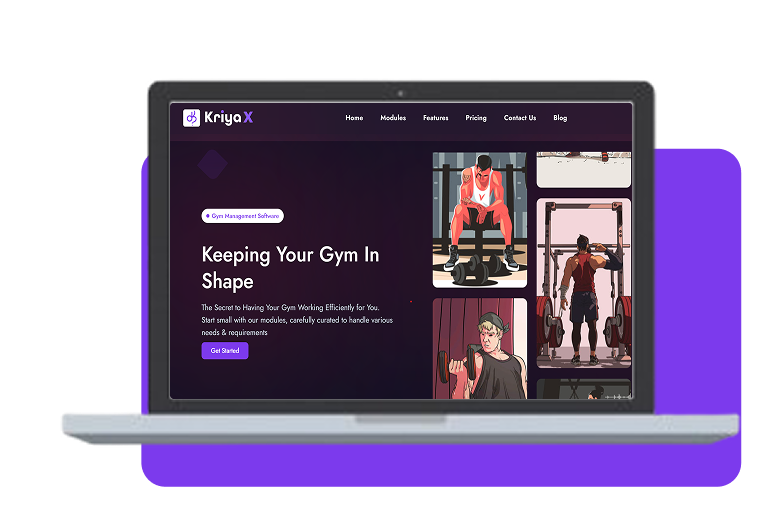 KriyaX
Home Modules Features Pricing Contact Us Blog
Gym Management Software
Keeping Your Gym In
Shape
The Secret to Having Your Gym Working Efficiently for You.
Start small with our modules, carefully curated to handle various
needs & requirements
Get Started